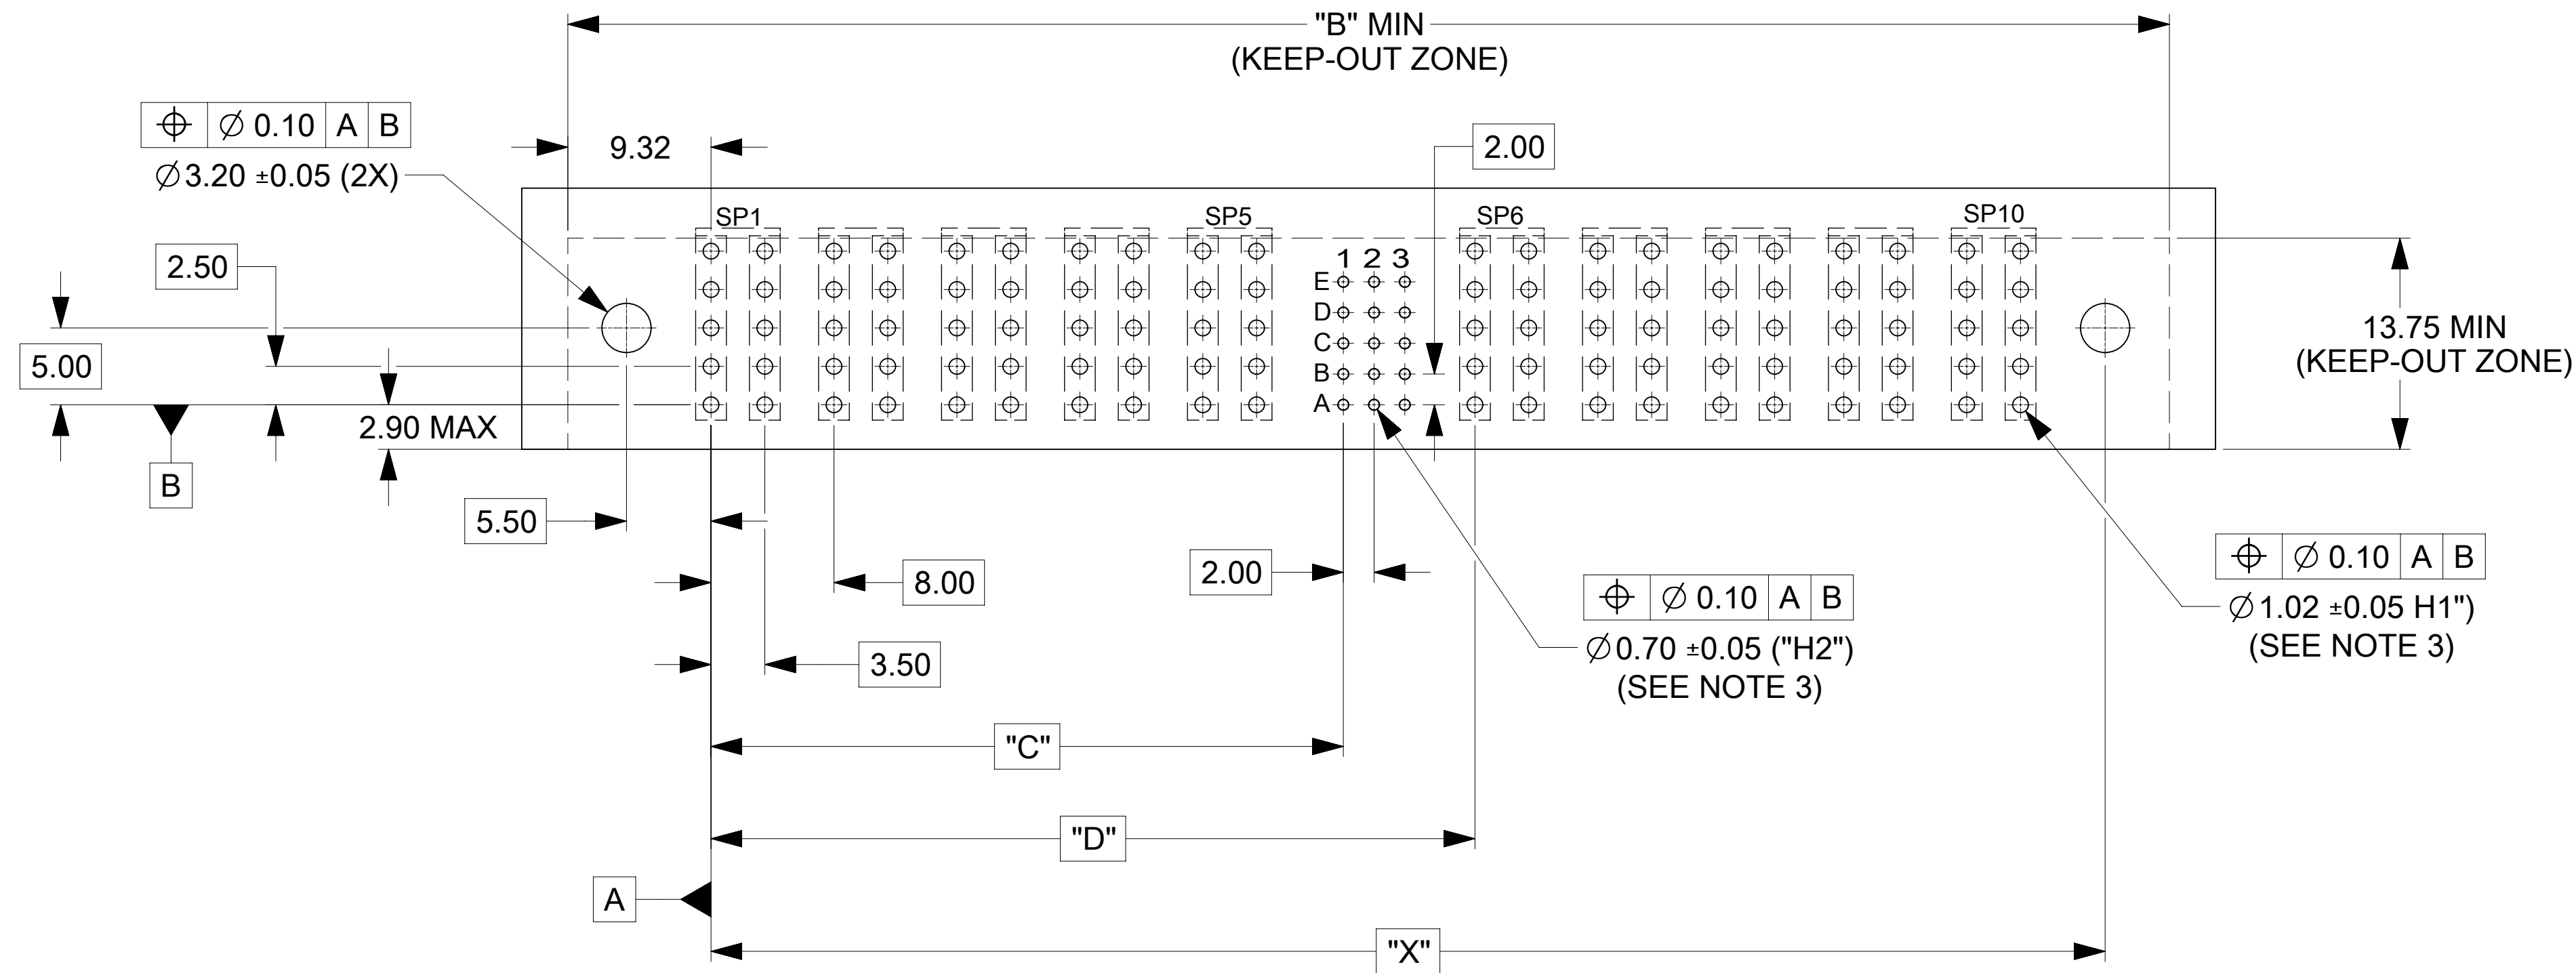 "B" MIN
(KEEP-OUT ZONE)
⌖ ∅ 0.10 A B
∅3.20 ±0.05 (2X)
9.32
2.00
SP1 SP5 SP6 SP10
2.50
1 2 3
E
D
C
B
A
5.00
2.90 MAX
13.75 MIN
(KEEP-OUT ZONE)
B
5.50
8.00
2.00
3.50
⌖ ∅ 0.10 A B
∅0.70 ±0.05 ("H2")
(SEE NOTE 3)
⌖ ∅ 0.10 A B
∅1.02 ±0.05 H1")
(SEE NOTE 3)
"C"
"D"
A
"X"